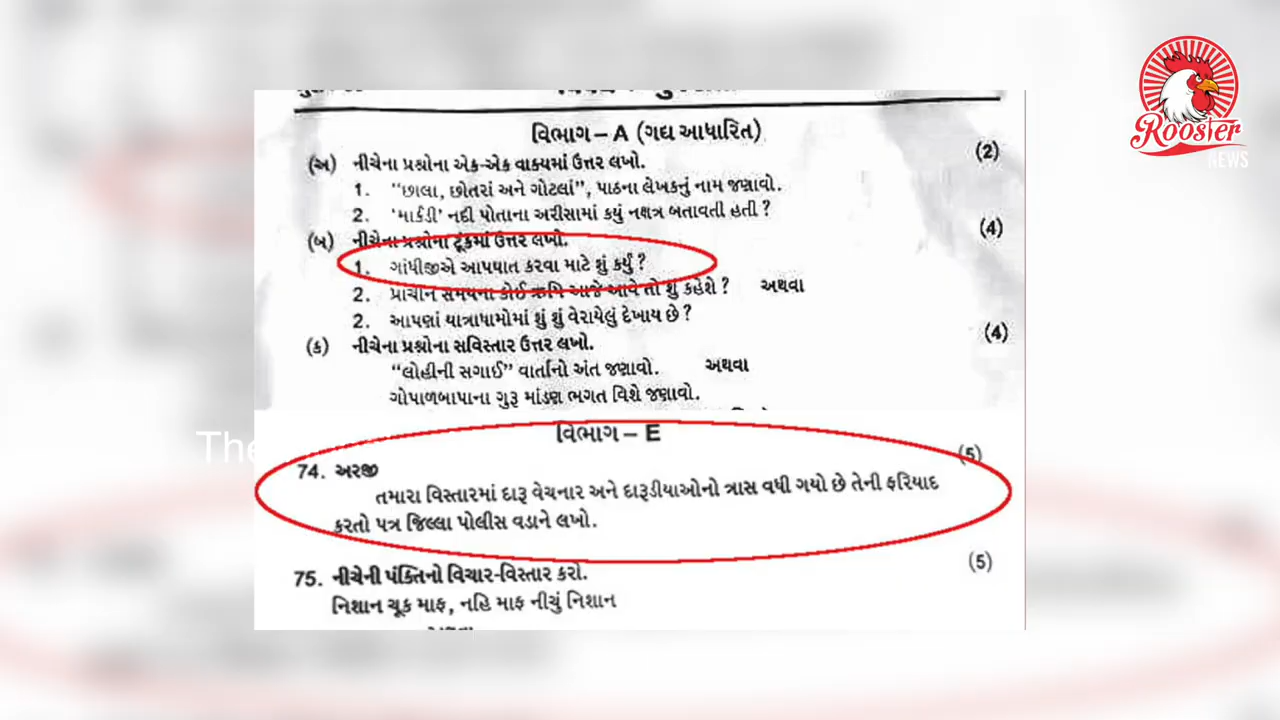 વિભાગ – A (ગદ્ય આધારિત)
(અ) નીચેના પ્રશ્નોના એક-એક વાક્યમાં ઉત્તર લખો. (2)
1. “છાલા, છોતરાં અને ગોટલાં”, પાઠના લેખકનું નામ જણાવો.
2. ‘માર્કડી’ નદી પોતાના અરીસામાં કયું નક્ષત્ર બતાવતી હતી ?
(બ) નીચેના પ્રશ્નોના ટૂંકમાં ઉત્તર લખો. (4)
1. ગાંધીજીએ આપઘાત કરવા માટે શું કર્યું ?
2. પ્રાચીન સમયના કોઈ ઋષિ આજે આવે તો શું કહેશે ? અથવા
2. આપણાં યાત્રાધામોમાં શું શું વેરાયેલું દેખાય છે ?
(ક) નીચેના પ્રશ્નોના સવિસ્તાર ઉત્તર લખો. (4)
“લોહીની સગાઈ” વાર્તાનો અંત જણાવો. અથવા
ગોપાળબાપાના ગુરૂ માંડણ ભગત વિશે જણાવો.
વિભાગ – E
74. અરજી (5)
તમારા વિસ્તારમાં દારૂ વેચનાર અને દારૂડીયાઓનો ત્રાસ વધી ગયો છે તેની ફરિયાદ
કરતો પત્ર જિલ્લા પોલીસ વડાને લખો.
75. નીચેની પંક્તિનો વિચાર-વિસ્તાર કરો. (5)
નિશાન ચૂક માફ, નહિ માફ નીચું નિશાન
Rooster
NEWS
The